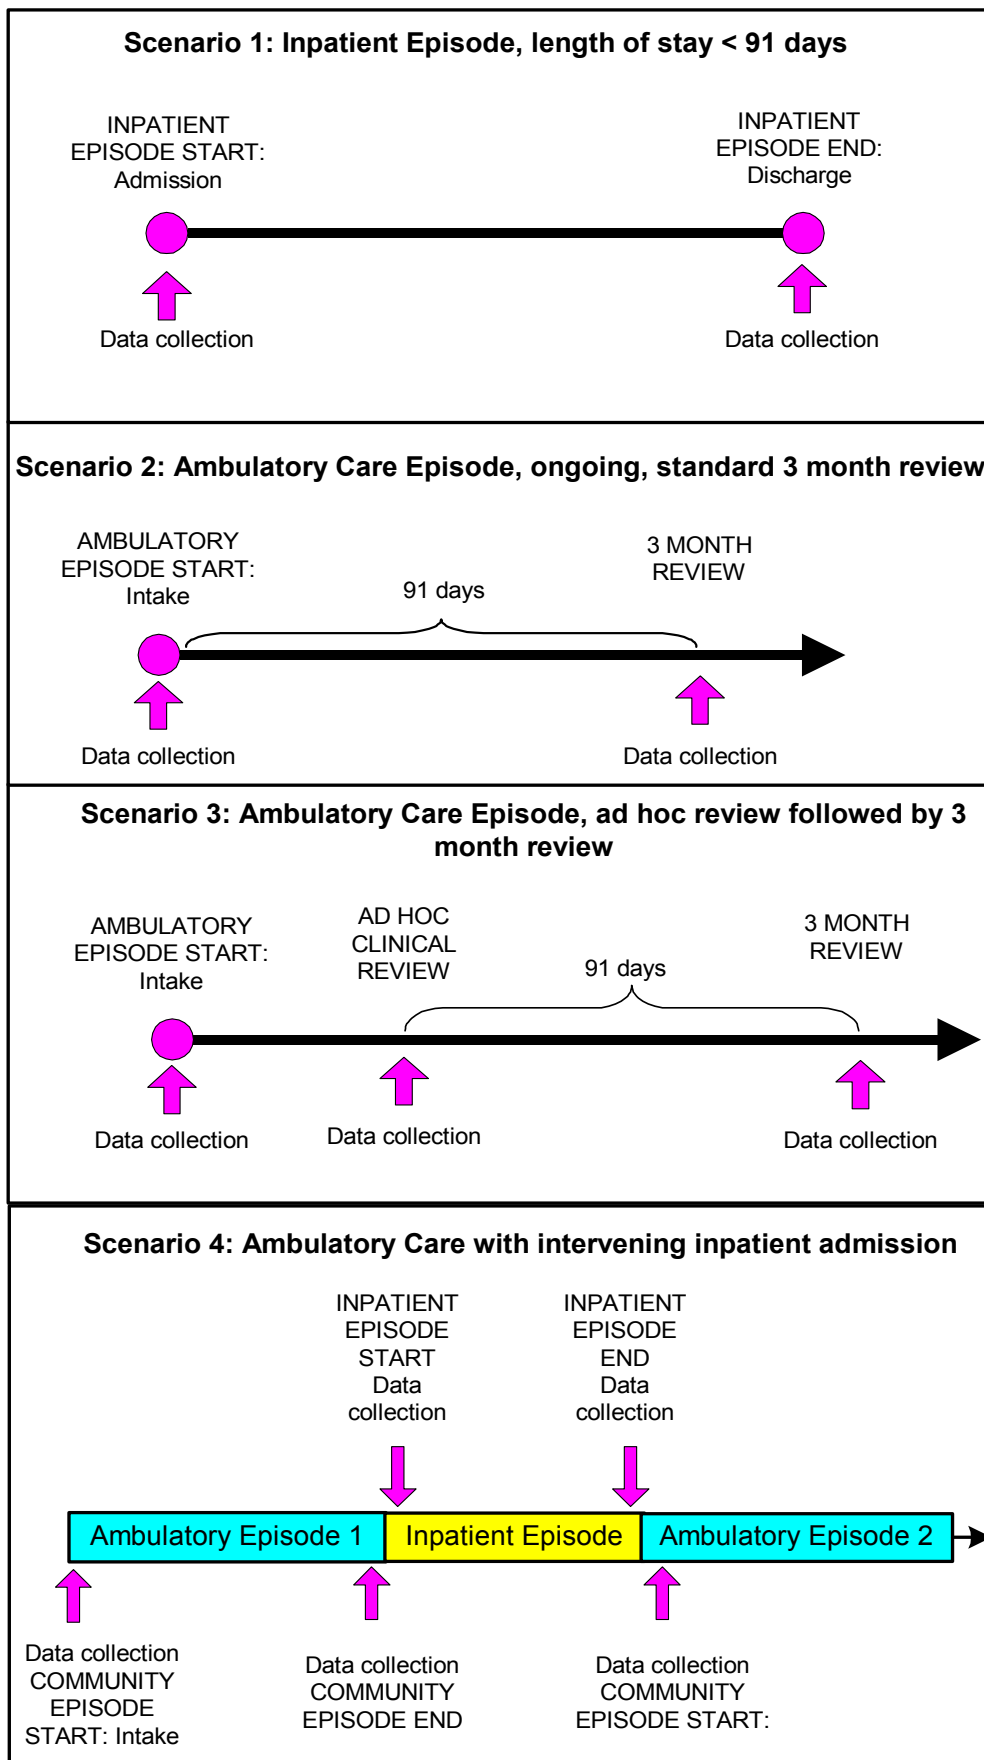 Scenario 1: Inpatient Episode, length of stay < 91 days
INPATIENT
EPISODE START:
Admission
INPATIENT
EPISODE END:
Discharge
Data collection
Data collection
Scenario 2: Ambulatory Care Episode, ongoing, standard 3 month review
AMBULATORY
EPISODE START:
Intake
91 days
3 MONTH
REVIEW
Data collection
Data collection
Scenario 3: Ambulatory Care Episode, ad hoc review followed by 3
month review
AMBULATORY
EPISODE START:
Intake
AD HOC
CLINICAL
REVIEW
91 days
3 MONTH
REVIEW
Data collection
Data collection
Data collection
Scenario 4: Ambulatory Care with intervening inpatient admission
INPATIENT
EPISODE
START
Data
collection
INPATIENT
EPISODE
END
Data
collection
Ambulatory Episode 1
Inpatient Episode
Ambulatory Episode 2
Data collection
COMMUNITY
EPISODE
START: Intake
Data collection
COMMUNITY
EPISODE END
Data collection
COMMUNITY
EPISODE START: